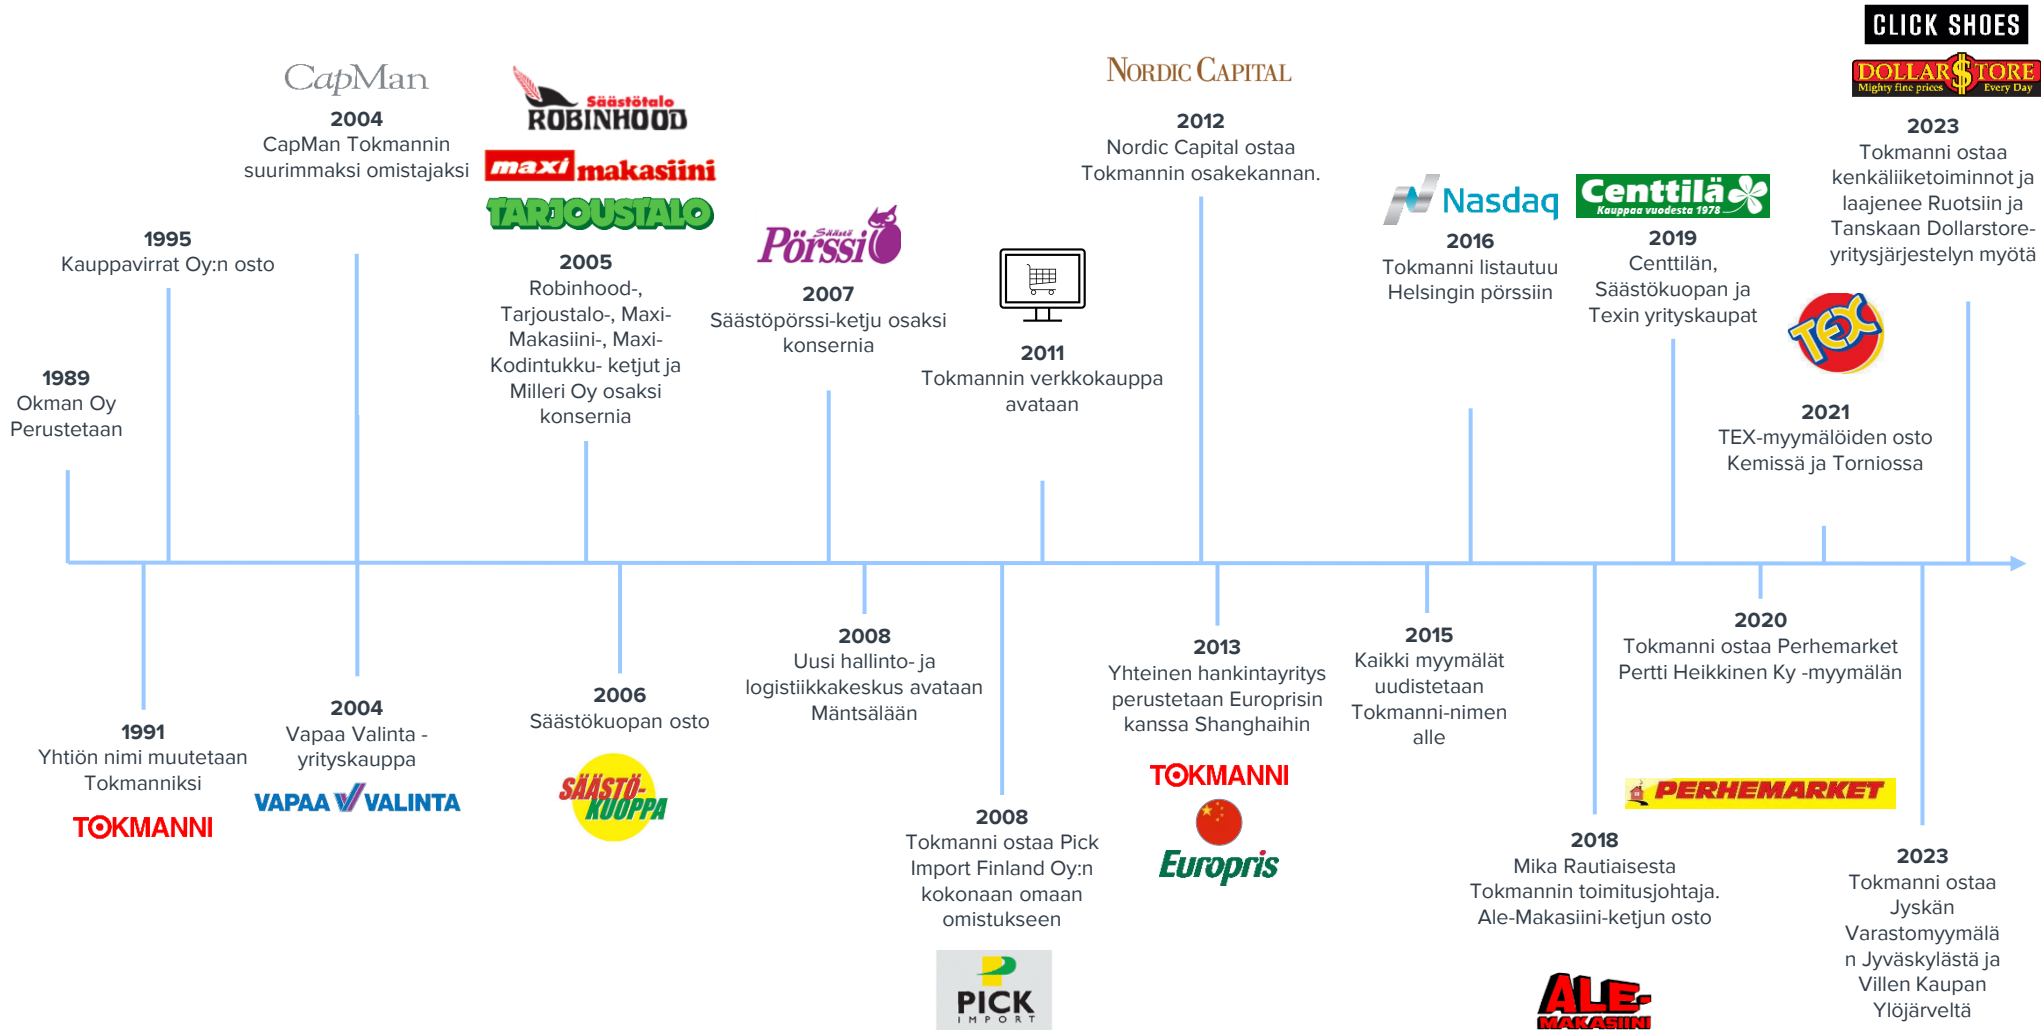 CLICK SHOES
DOLLAR$TORE
Mighty fine prices Every Day
2023
Tokmanni ostaa
kenkäliiketoiminnot ja
laajenee Ruotsiin ja
Tanskaan Dollarstore-
yritysjärjestelyn myötä
CapMan
2004
CapMan Tokmannin
suurimmaksi omistajaksi
Säästötalo
ROBINHOOD
maxi makasiini
TARJOUSTALO
2005
Robinhood-,
Tarjoustalo-, Maxi-
Makasiini-, Maxi-
Kodintukku- ketjut ja
Milleri Oy osaksi
konsernia
NORDIC CAPITAL
2012
Nordic Capital ostaa
Tokmannin osakekannan.
Nasdaq
2016
Tokmanni listautuu
Helsingin pörssiin
Centtilä
Kauppaa vuodesta 1978
2019
Centtilän,
Säästökuopan ja
Texin yrityskaupat
1995
Kauppavirrat Oy:n osto
Säästö
Pörssi
2007
Säästöpörssi-ketju osaksi
konsernia
2011
Tokmannin verkkokauppa
avataan
TEX
2021
TEX-myymälöiden osto
Kemissä ja Torniossa
1989
Okman Oy
Perustetaan
1991
Yhtiön nimi muutetaan
Tokmanniksi
TOKMANNI
2004
Vapaa Valinta -
yrityskauppa
VAPAA VALINTA
2006
Säästökuopan osto
SÄÄSTÖ-
KUOPPA
2008
Uusi hallinto- ja
logistiikkakeskus avataan
Mäntsälään
2008
Tokmanni ostaa Pick
Import Finland Oy:n
kokonaan omaan
omistukseen
PICK
IMPORT
2013
Yhteinen hankintayritys
perustetaan Europrisin
kanssa Shanghaihin
TOKMANNI
Europris
2015
Kaikki myymälät
uudistetaan
Tokmanni-nimen
alle
2018
Mika Rautiaisesta
Tokmannin toimitusjohtaja.
Ale-Makasiini-ketjun osto
ALE-
MAKASIINI
2020
Tokmanni ostaa Perhemarket
Pertti Heikkinen Ky -myymälän
PERHEMARKET
2023
Tokmanni ostaa
Jyskän
Varastomyymälä
n Jyväskylästä ja
Villen Kaupan
Ylöjärveltä